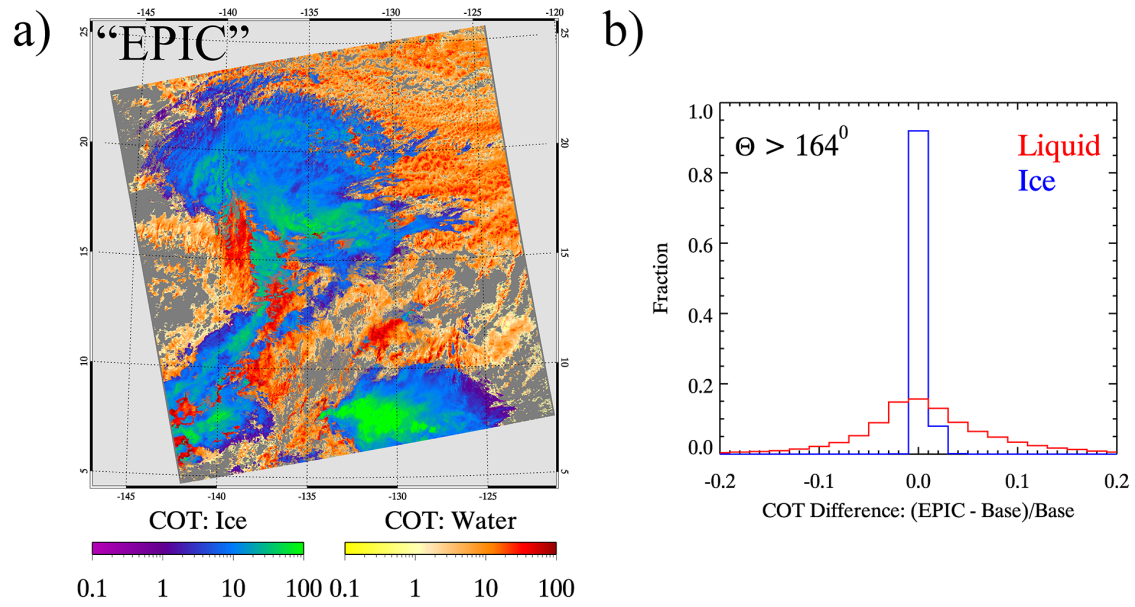 a)
“EPIC”
-145 -140 -135 -130 -125 -120
25
20
15
10
5
25
20
15
10
5
-145 -140 -135 -130 -125
COT: Ice COT: Water
0.1 1 10 100 0.1 1 10 100
b)
Θ > 164⁰
Liquid
Ice
Fraction
1.0
0.8
0.6
0.4
0.2
0.0
-0.2 -0.1 0.0 0.1 0.2
COT Difference: (EPIC - Base)/Base